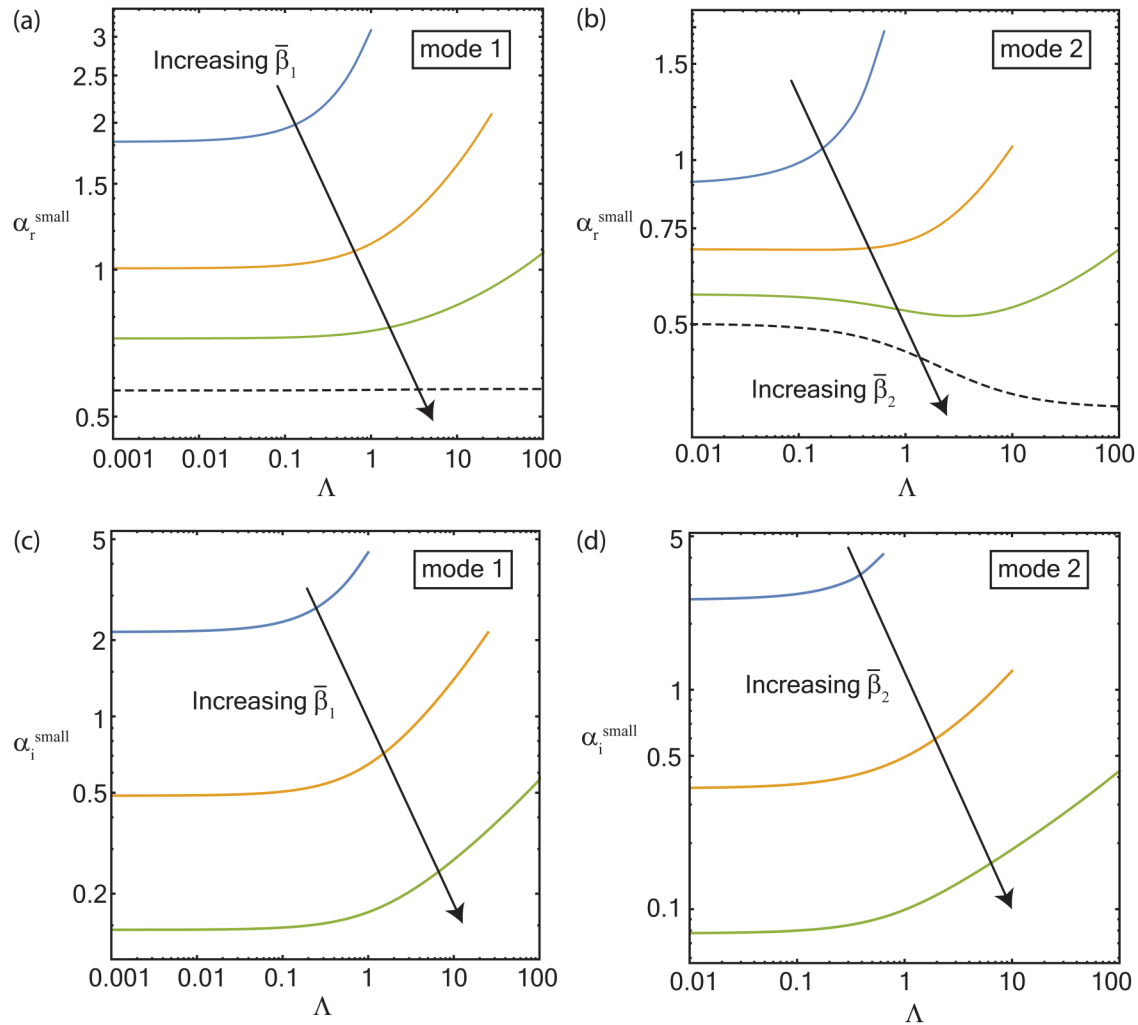 (a)
3
2.5
2
1.5
1
0.5
α_r^small
Increasing β̄₁
mode 1
0.001 0.01 0.1 1 10 100
Λ
(b)
1.5
1
0.75
0.5
α_r^small
mode 2
Increasing β̄₂
0.01 0.1 1 10 100
Λ
(c)
5
2
1
0.5
0.2
α_i^small
mode 1
Increasing β̄₁
0.001 0.01 0.1 1 10 100
Λ
(d)
5
1
0.5
0.1
α_i^small
mode 2
Increasing β̄₂
0.01 0.1 1 10 100
Λ